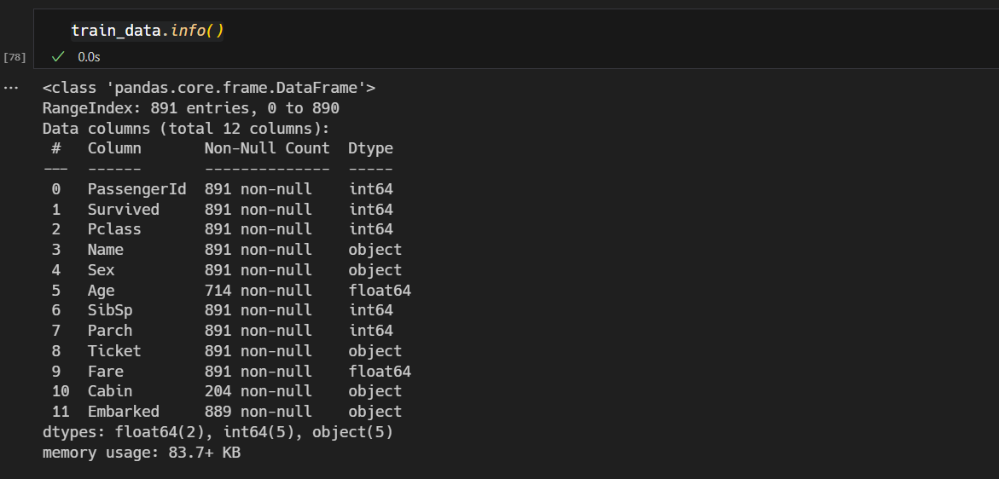 train_data.info()
[78]
0.0s
... <class 'pandas.core.frame.DataFrame'>
RangeIndex: 891 entries, 0 to 890
Data columns (total 12 columns):
 #   Column       Non-Null Count  Dtype
---  ------       --------------  -----
 0   PassengerId  891 non-null    int64
 1   Survived     891 non-null    int64
 2   Pclass       891 non-null    int64
 3   Name         891 non-null    object
 4   Sex          891 non-null    object
 5   Age          714 non-null    float64
 6   SibSp        891 non-null    int64
 7   Parch        891 non-null    int64
 8   Ticket       891 non-null    object
 9   Fare         891 non-null    float64
 10  Cabin        204 non-null    object
 11  Embarked     889 non-null    object
dtypes: float64(2), int64(5), object(5)
memory usage: 83.7+ KB